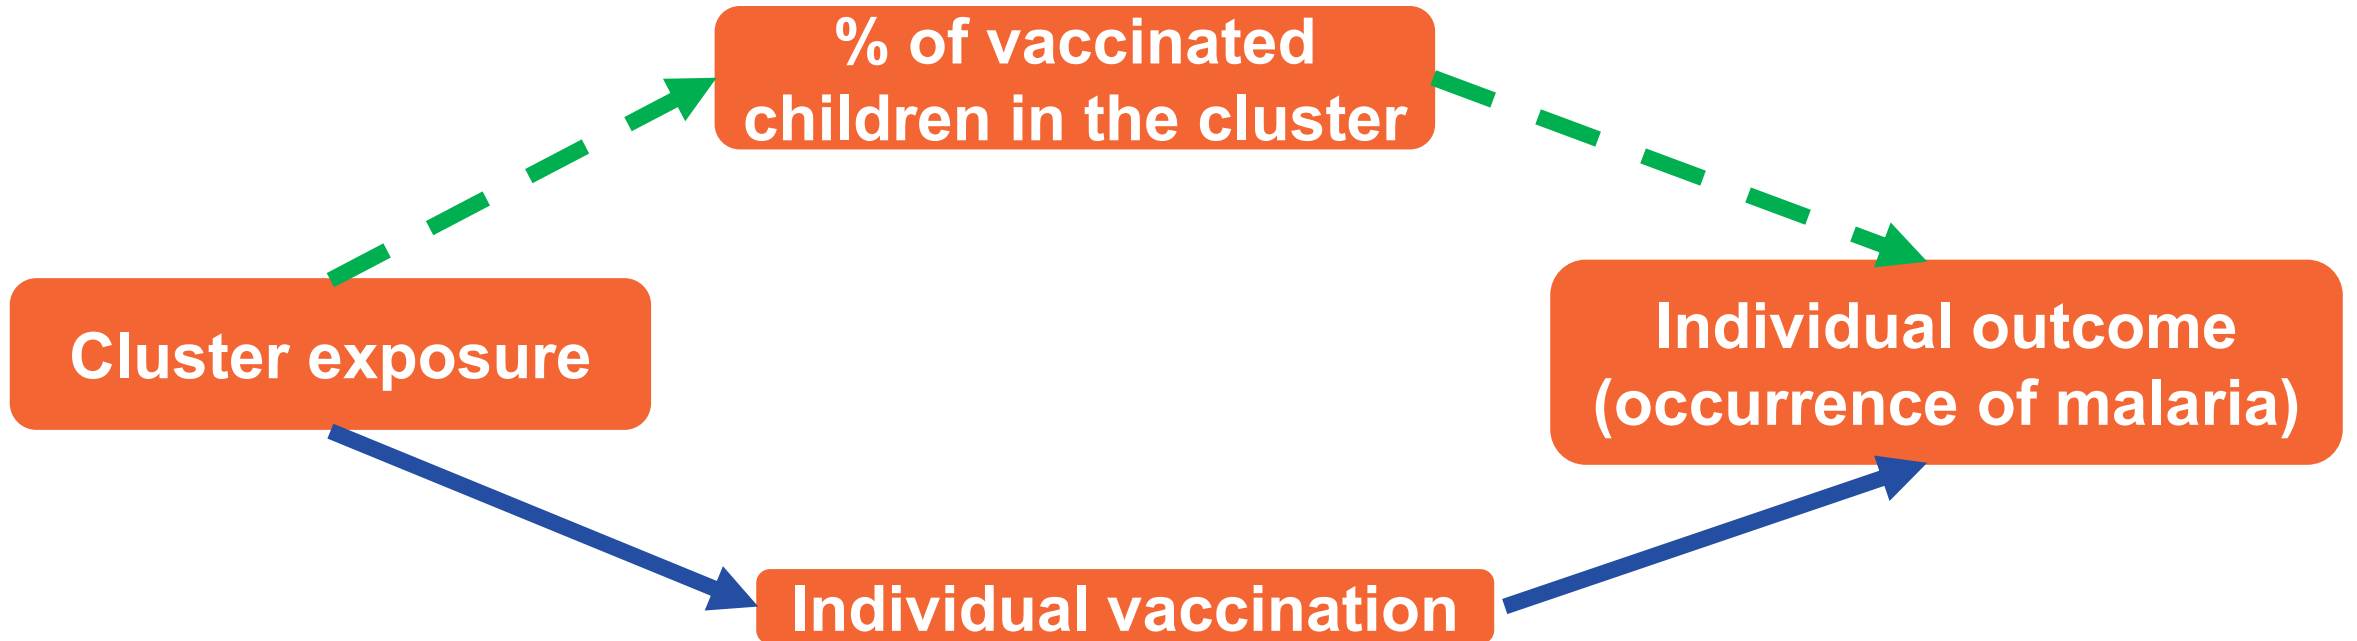 % of vaccinated
children in the cluster
Cluster exposure
Individual outcome
(occurrence of malaria)
Individual vaccination